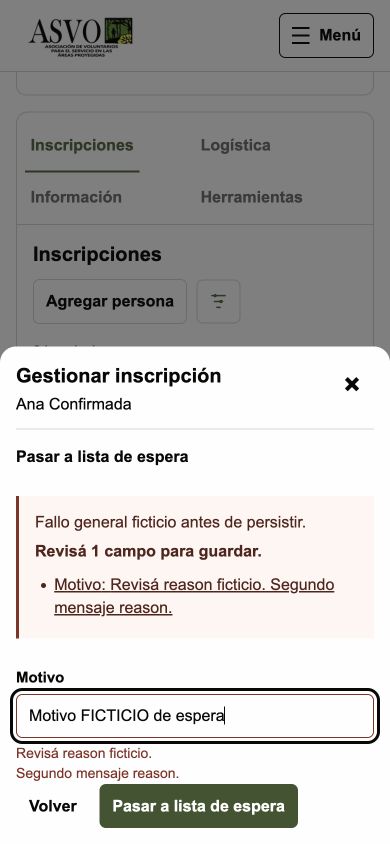 ASVO
ASOCIACIÓN DE VOLUNTARIOS
PARA EL SERVICIO EN LAS
ÁREAS PROTEGIDAS
Menú
Inscripciones
Logística
Información
Herramientas
Inscripciones
Agregar persona
Gestionar inscripción
Ana Confirmada
Pasar a lista de espera
Fallo general ficticio antes de persistir.
Revisá 1 campo para guardar.
• Motivo: Revisá reason ficticio. Segundo
mensaje reason.
Motivo
Motivo FICTICIO de espera
Revisá reason ficticio.
Segundo mensaje reason.
Volver
Pasar a lista de espera